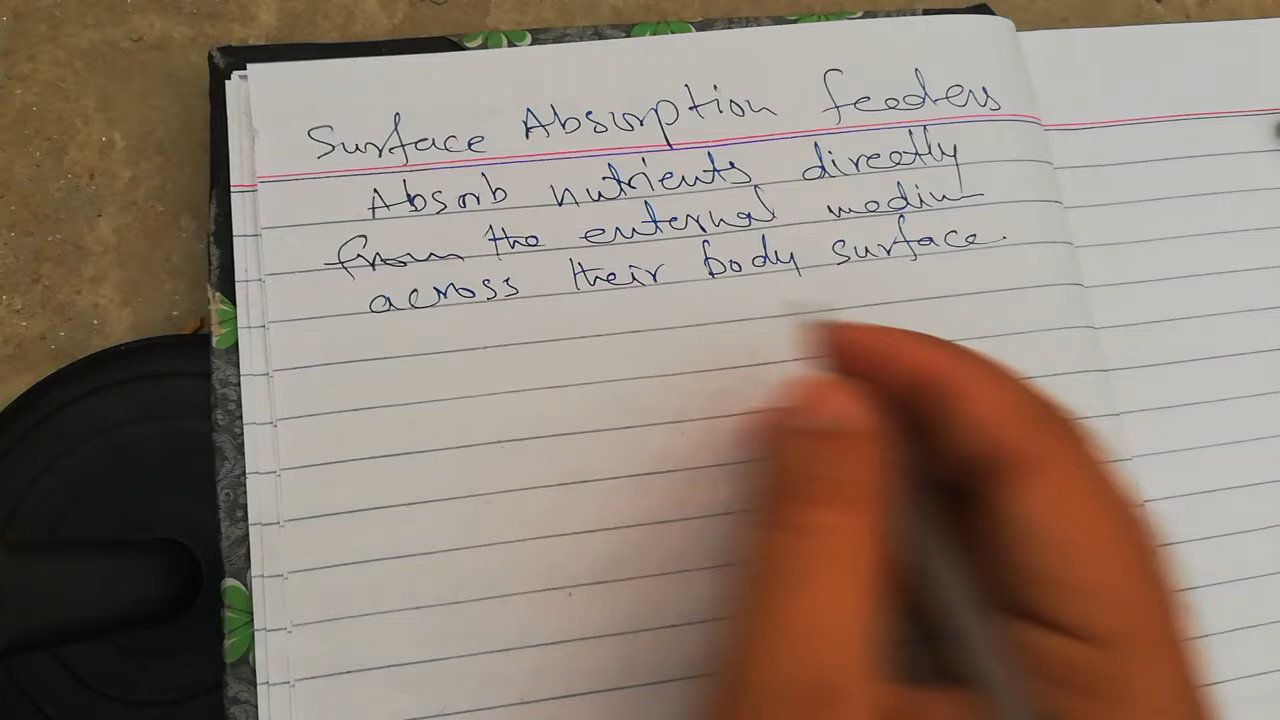 Surface Absorption feeders
Absorb nutrients directly
from the external medium
across their body surface.